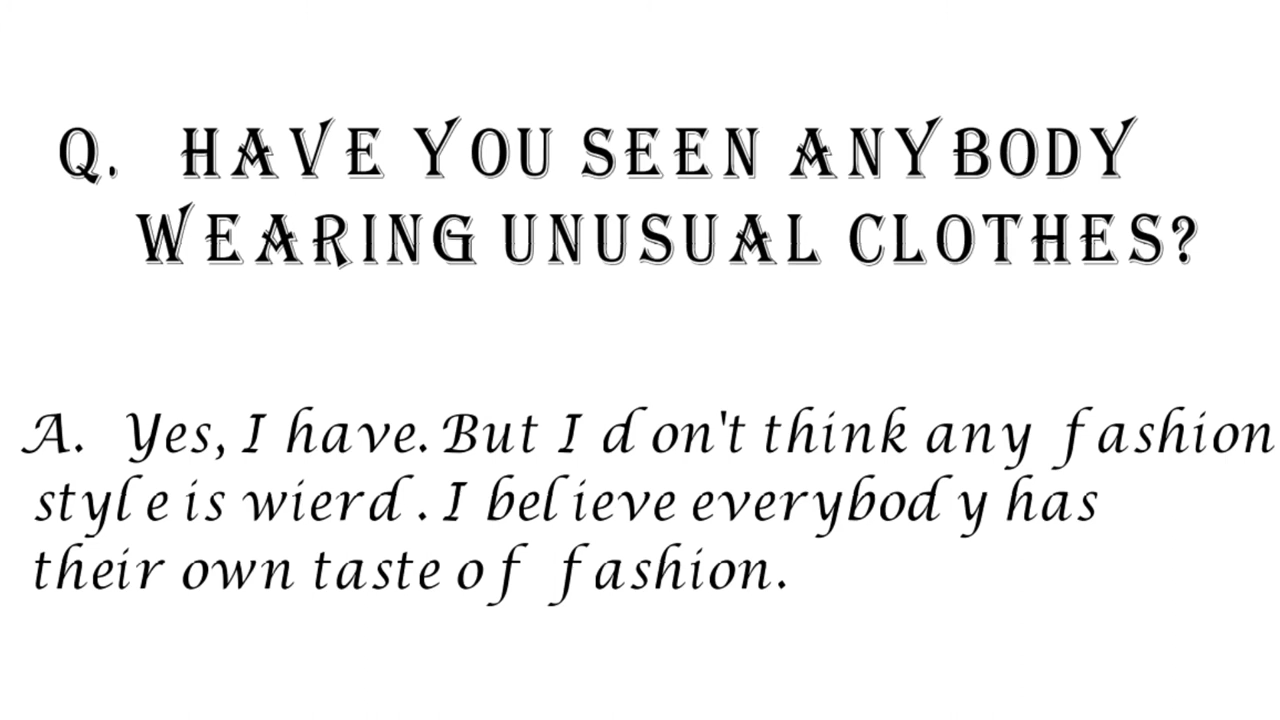 Q. HAVE YOU SEEN ANYBODY
WEARING UNUSUAL CLOTHES?
A. Yes, I have. But I don't think any fashion
style is wierd. I believe everybody has
their own taste of fashion.